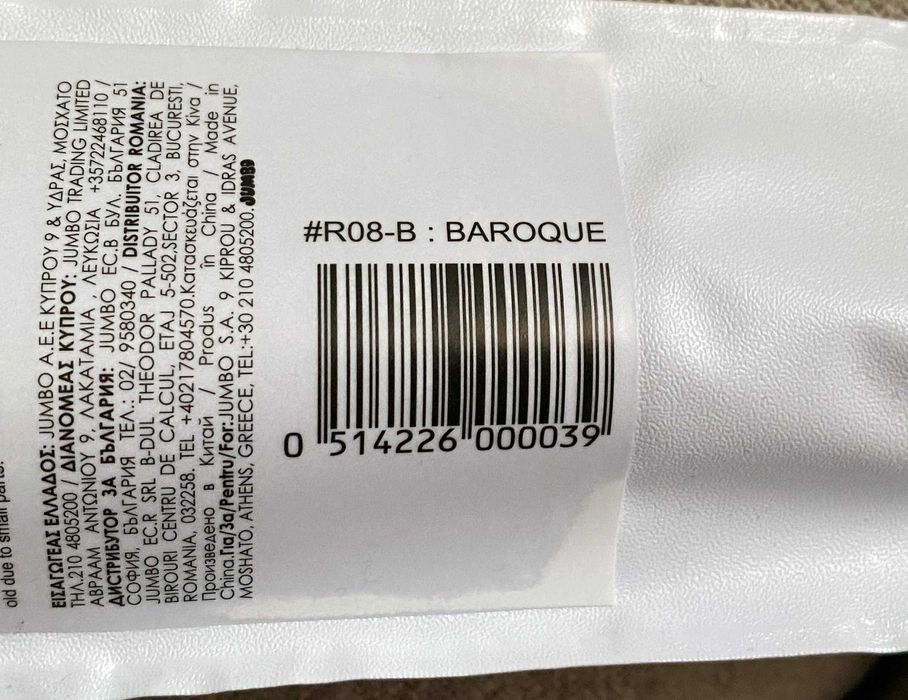 old due to small parts.
ΕΙΣΑΓΩΓΕΑΣ ΕΛΛΑΔΟΣ: JUMBO A.E.E ΚΥΠΡΟΥ 9 & ΥΔΡΑΣ, ΜΟΣΧΑΤΟ
ΤΗΛ.210 4805200 / ΔΙΑΝΟΜΕΑΣ ΚΥΠΡΟΥ: JUMBO TRADING LIMITED
ΑΒΡΑΑΜ ΑΝΤΩΝΙΟΥ 9, ΛΑΚΑΤΑΜΙΑ , ΛΕΥΚΩΣΙΑ +35722468110 /
ДИСТРИБУТОР ЗА БЪЛГАРИЯ: JUMBO EC.B БУЛ. БЪЛГАРИЯ 51
СОФИЯ, БЪЛГАРИЯ ТЕЛ.: 02/ 9580340 / DISTRIBUITOR ROMANIA:
JUMBO EC.R SRL B-DUL THEODOR PALLADY 51, CLADIREA DE
BIROURI CENTRU DE CALCUL, ETAJ 5-502,SECTOR 3, BUCURESTI,
ROMANIA, 032258. TEL +40217804570.Κατασκευάζεται στην Κίνα /
Произведено в Китай / Produs in China / Made in
China.Για/За/Pentru/For:JUMBO S.A. 9 KIPROU & IDRAS AVENUE,
MOSHATO, ATHENS, GREECE, TEL:+30 210 4805200. JUMBO
#R08-B : BAROQUE
0 514226 000039